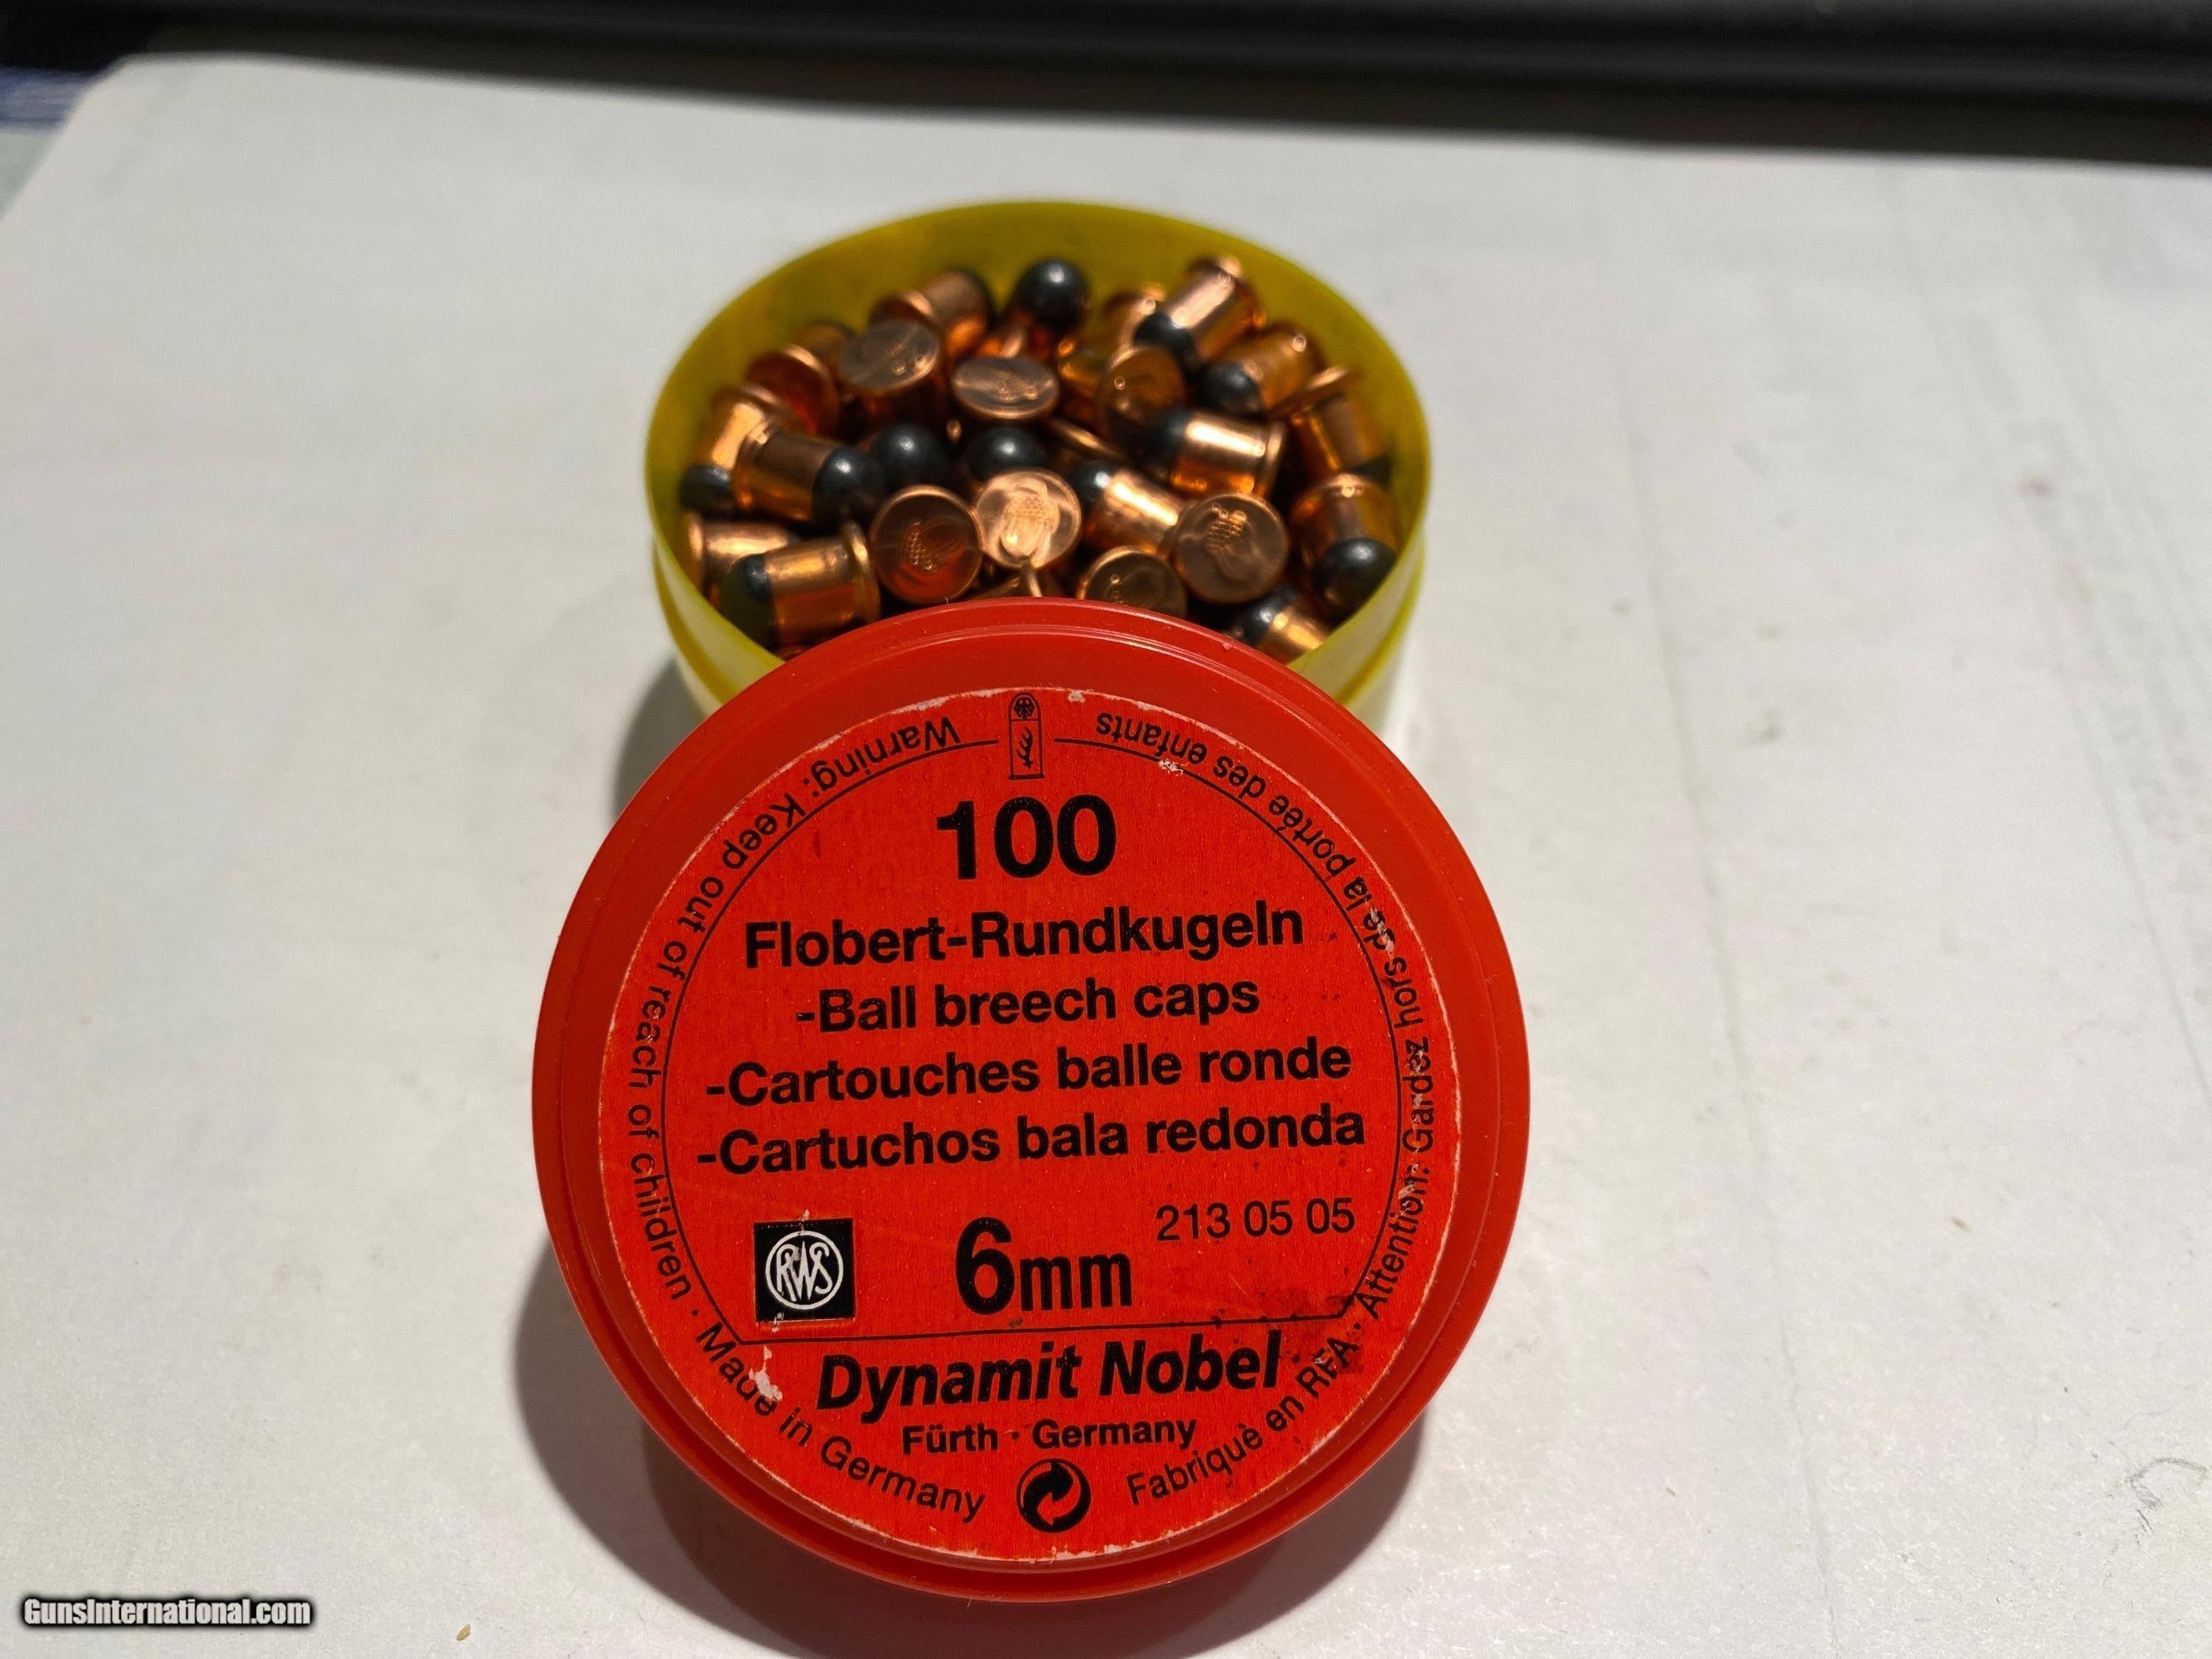 100
Flobert-Rundkugeln
-Ball breech caps
-Cartouches balle ronde
-Cartuchos bala redonda
213 05 05
RWS
6mm
Dynamit Nobel
Fürth · Germany
Warning: Keep out of reach of children · Made in Germany
Fabriquè en RFA · Attention: Gardez hors de la portée des enfants
GunsInternational.com